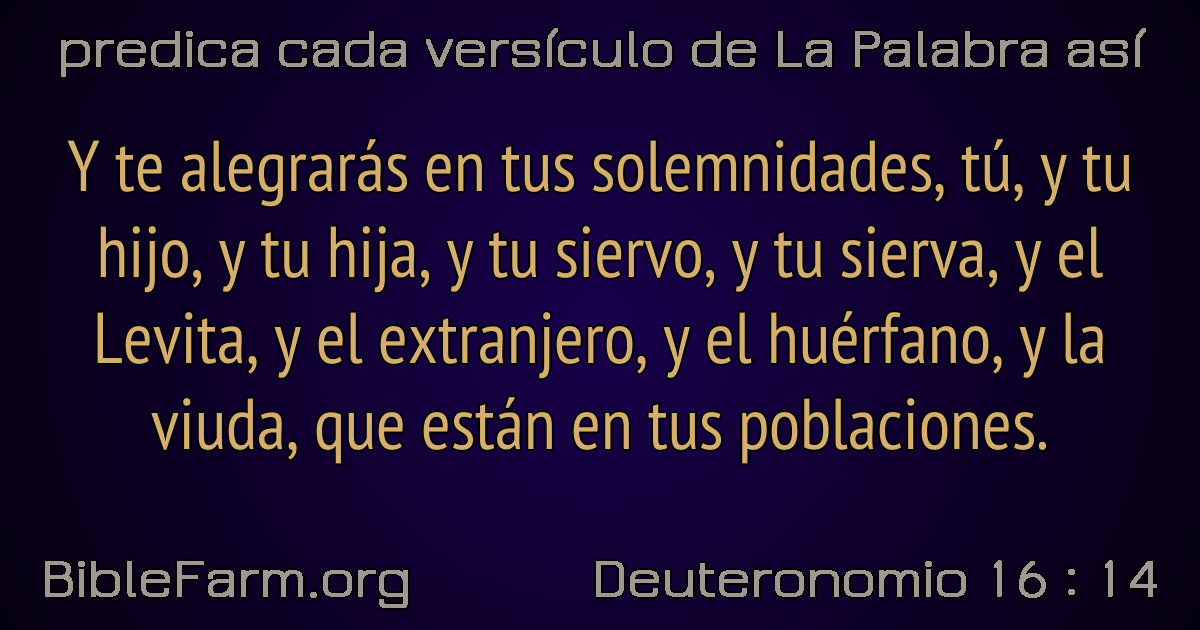 predica cada versículo de La Palabra así
Y te alegrarás en tus solemnidades, tú, y tu
hijo, y tu hija, y tu siervo, y tu sierva, y el
Levita, y el extranjero, y el huérfano, y la
viuda, que están en tus poblaciones.
BibleFarm.org
Deuteronomio 16 : 14